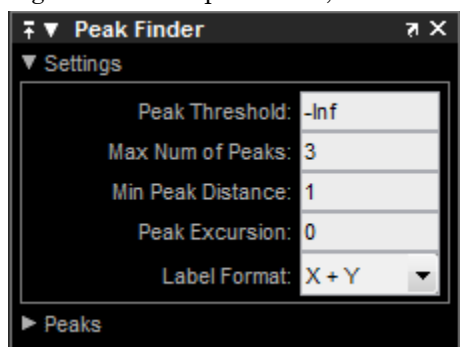 Peak Finder
Settings
Peak Threshold: -Inf
Max Num of Peaks: 3
Min Peak Distance: 1
Peak Excursion: 0
Label Format: X + Y
Peaks